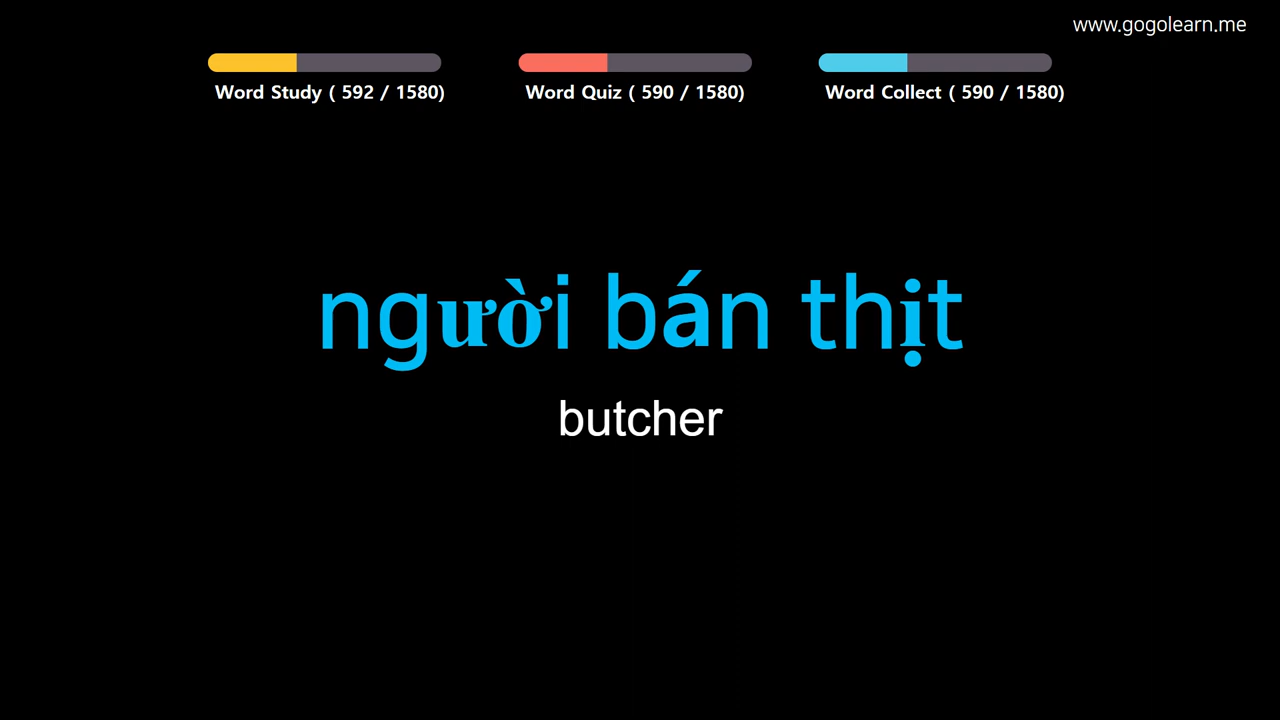 www.gogolearn.me
Word Study ( 592 / 1580)
Word Quiz ( 590 / 1580)
Word Collect ( 590 / 1580)
người bán thịt
butcher